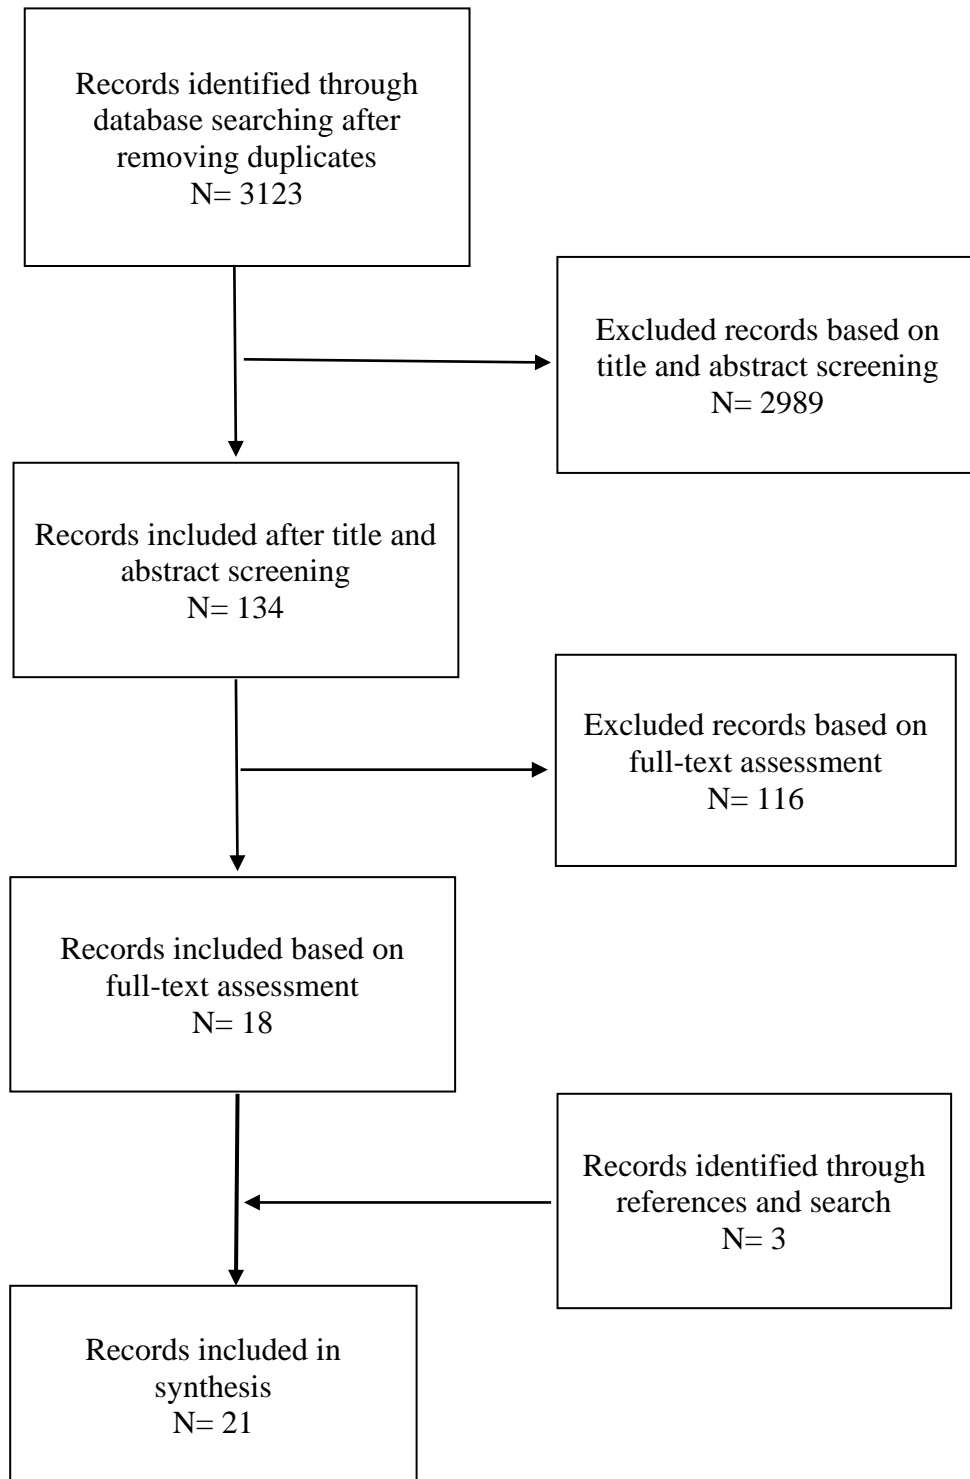 Records identified through
database searching after
removing duplicates
N= 3123
Excluded records based on
title and abstract screening
N= 2989
Records included after title and
abstract screening
N= 134
Excluded records based on
full-text assessment
N= 116
Records included based on
full-text assessment
N= 18
Records identified through
references and search
N= 3
Records included in
synthesis
N= 21